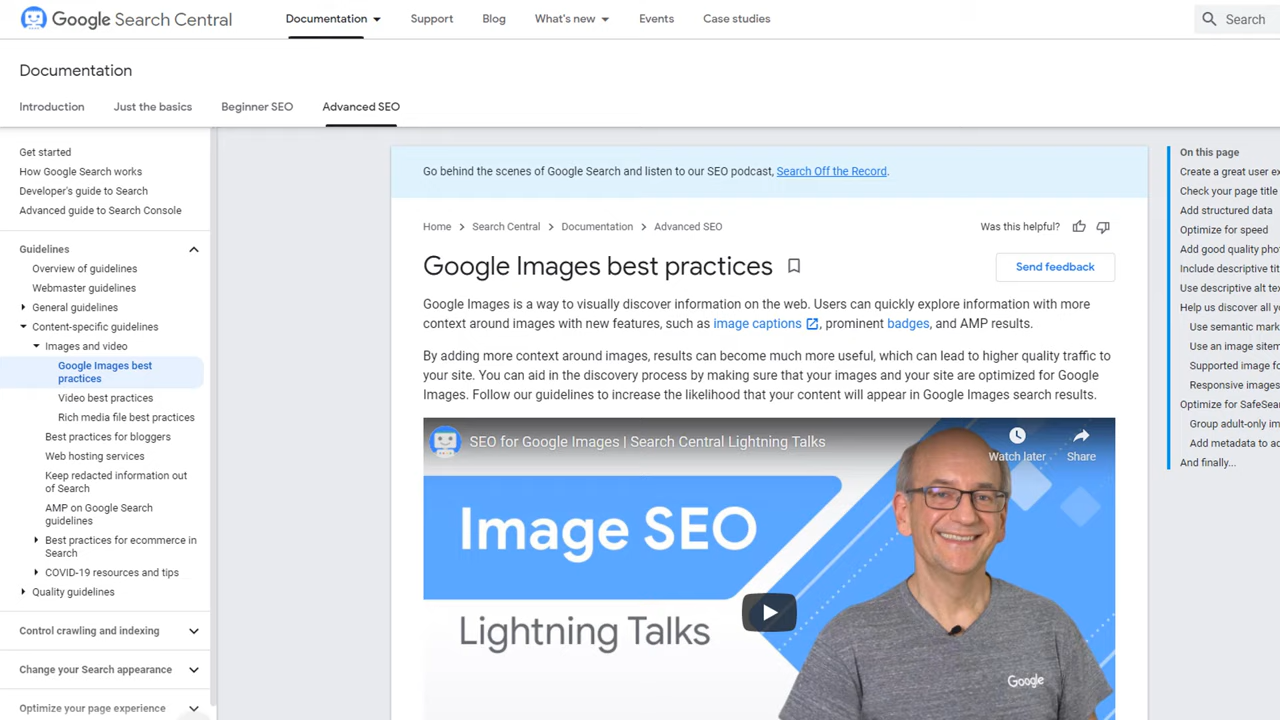 Google Search Central
Documentation
Support
Blog
What's new
Events
Case studies
Search
Documentation
Introduction
Just the basics
Beginner SEO
Advanced SEO
Get started
How Google Search works
Developer's guide to Search
Advanced guide to Search Console
Guidelines
Overview of guidelines
Webmaster guidelines
General guidelines
Content-specific guidelines
Images and video
Google Images best
practices
Video best practices
Rich media file best practices
Best practices for bloggers
Web hosting services
Keep redacted information out
of Search
AMP on Google Search
guidelines
Best practices for ecommerce in
Search
COVID-19 resources and tips
Quality guidelines
Control crawling and indexing
Change your Search appearance
Optimize your page experience
Go behind the scenes of Google Search and listen to our SEO podcast, Search Off the Record.
Home > Search Central > Documentation > Advanced SEO
Was this helpful?
Google Images best practices
Send feedback
Google Images is a way to visually discover information on the web. Users can quickly explore information with more
context around images with new features, such as image captions, prominent badges, and AMP results.
By adding more context around images, results can become much more useful, which can lead to higher quality traffic to
your site. You can aid in the discovery process by making sure that your images and your site are optimized for Google
Images. Follow our guidelines to increase the likelihood that your content will appear in Google Images search results.
SEO for Google Images | Search Central Lightning Talks
Watch later
Share
Image SEO
Lightning Talks
Google
On this page
Create a great user ex
Check your page title
Add structured data
Optimize for speed
Add good quality pho
Include descriptive tit
Use descriptive alt tex
Help us discover all yo
Use semantic mark
Use an image sitem
Supported image fo
Responsive images
Optimize for SafeSear
Group adult-only im
Add metadata to ad
And finally...